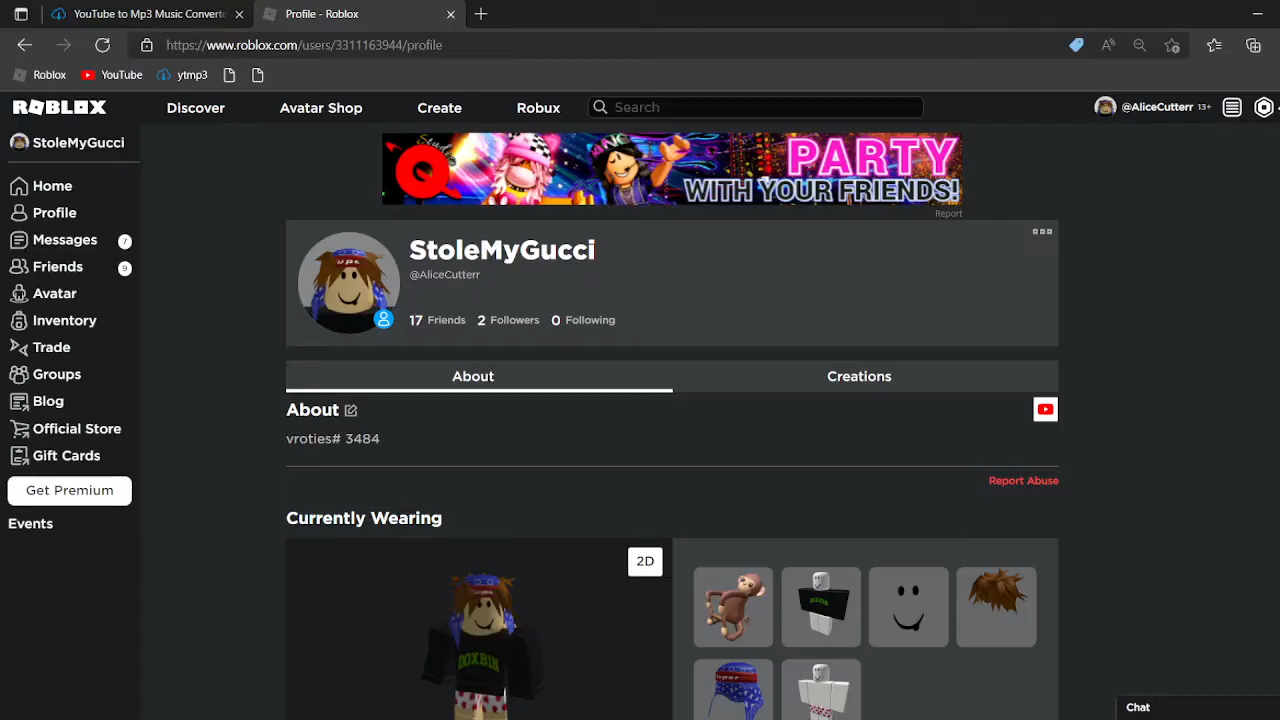 YouTube to Mp3 Music Converte
Profile - Roblox
https://www.roblox.com/users/3311163944/profile
Roblox YouTube ytmp3
ROBLOX Discover Avatar Shop Create Robux Search @AliceCutterr 13+
StoleMyGucci
Home
Profile
Messages 7
Friends 9
Avatar
Inventory
Trade
Groups
Blog
Official Store
Gift Cards
Get Premium
Events
PARTY
WITH YOUR FRIENDS!
Report
StoleMyGucci
@AliceCutterr
17 Friends 2 Followers 0 Following
About Creations
About
vroties# 3484
Report Abuse
Currently Wearing
2D
DOXBIN
DOXBIN
Chat